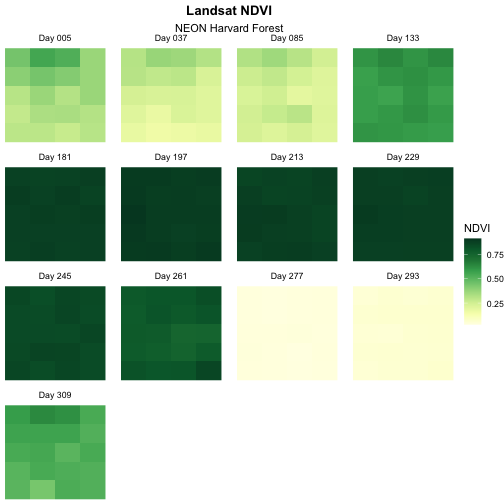 Landsat NDVI
NEON Harvard Forest
Day 005 Day 037 Day 085 Day 133
Day 181 Day 197 Day 213 Day 229
Day 245 Day 261 Day 277 Day 293
Day 309
NDVI
0.75
0.50
0.25